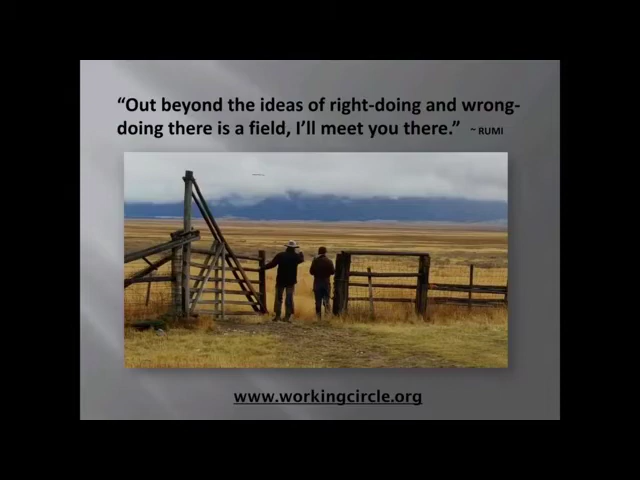 “Out beyond the ideas of right-doing and wrong-
doing there is a field, I’ll meet you there.” ~ RUMI
www.workingcircle.org